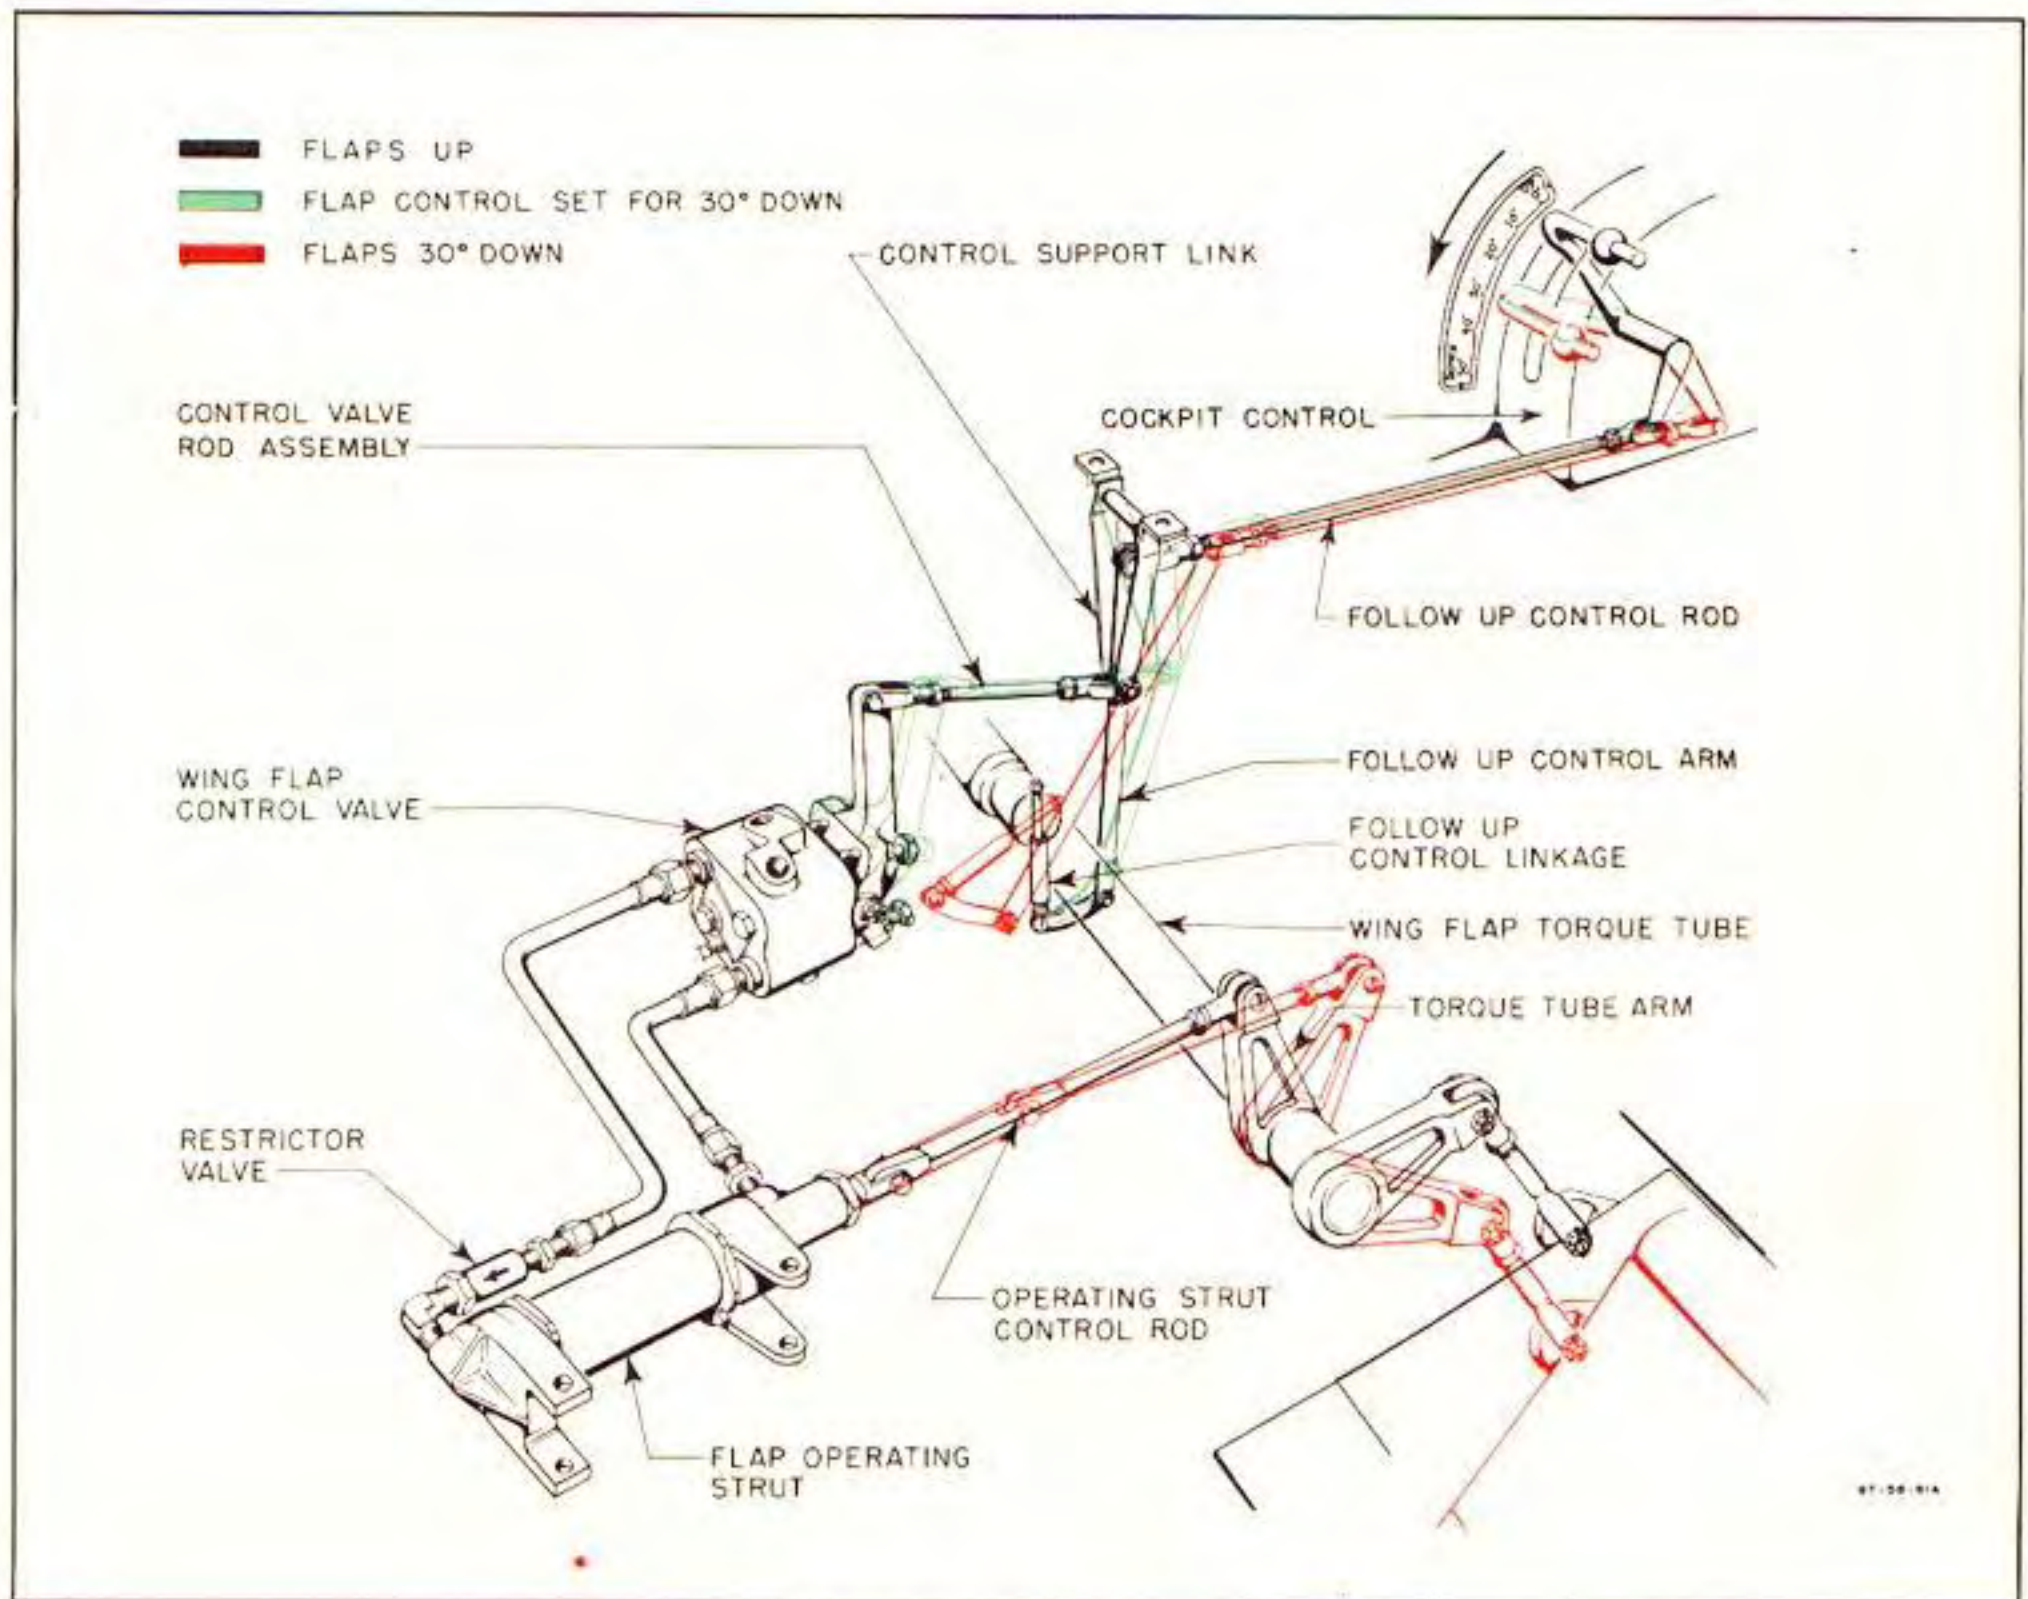 FLAPS UP
FLAP CONTROL SET FOR 30° DOWN
FLAPS 30° DOWN
CONTROL SUPPORT LINK
CONTROL VALVE
ROD ASSEMBLY
COCKPIT CONTROL
FOLLOW UP CONTROL ROD
WING FLAP
CONTROL VALVE
FOLLOW UP CONTROL ARM
FOLLOW UP
CONTROL LINKAGE
WING FLAP TORQUE TUBE
TORQUE TUBE ARM
RESTRICTOR
VALVE
OPERATING STRUT
CONTROL ROD
FLAP OPERATING
STRUT